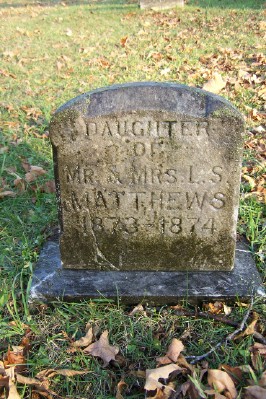 DAUGHTER
OF
MR. & MRS. L. S.
MATTHEWS
1873-1874